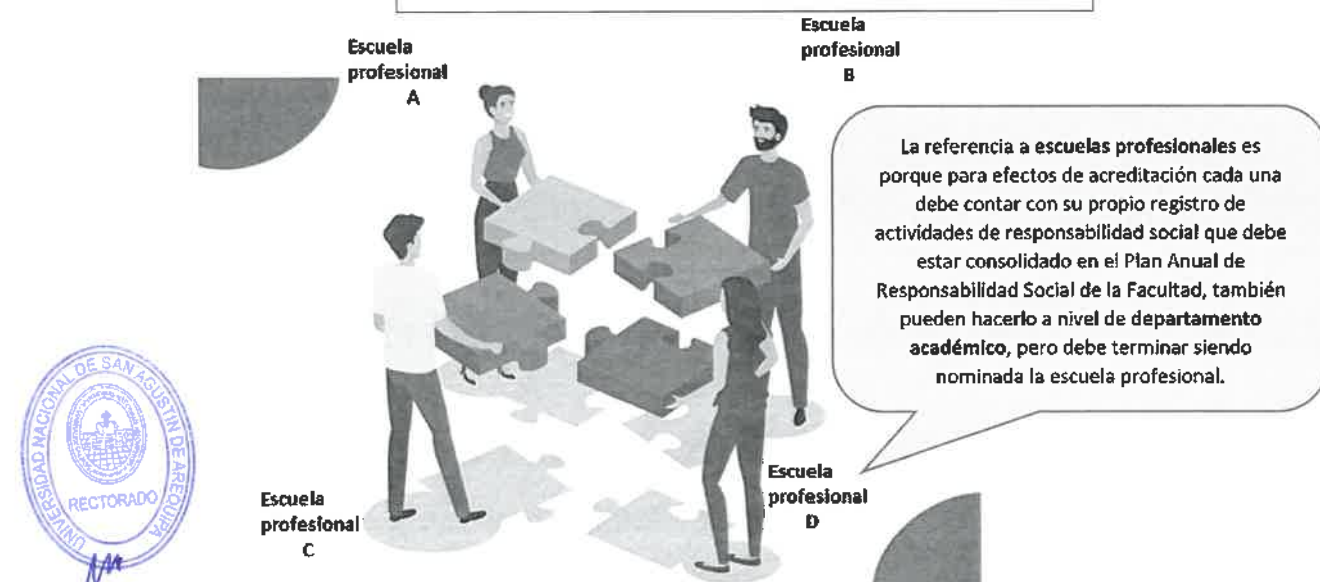 Escuela
profesional
A
Escuela
profesional
B
La referencia a escuelas profesionales es
porque para efectos de acreditación cada una
debe contar con su propio registro de
actividades de responsabilidad social que debe
estar consolidado en el Plan Anual de
Responsabilidad Social de la Facultad, también
pueden hacerlo a nivel de departamento
académico, pero debe terminar siendo
nominada la escuela profesional.
Escuela
profesional
C
Escuela
profesional
D
UNIVERSIDAD NACIONAL DE SAN AGUSTIN DE AREQUIPA
RECTORADO